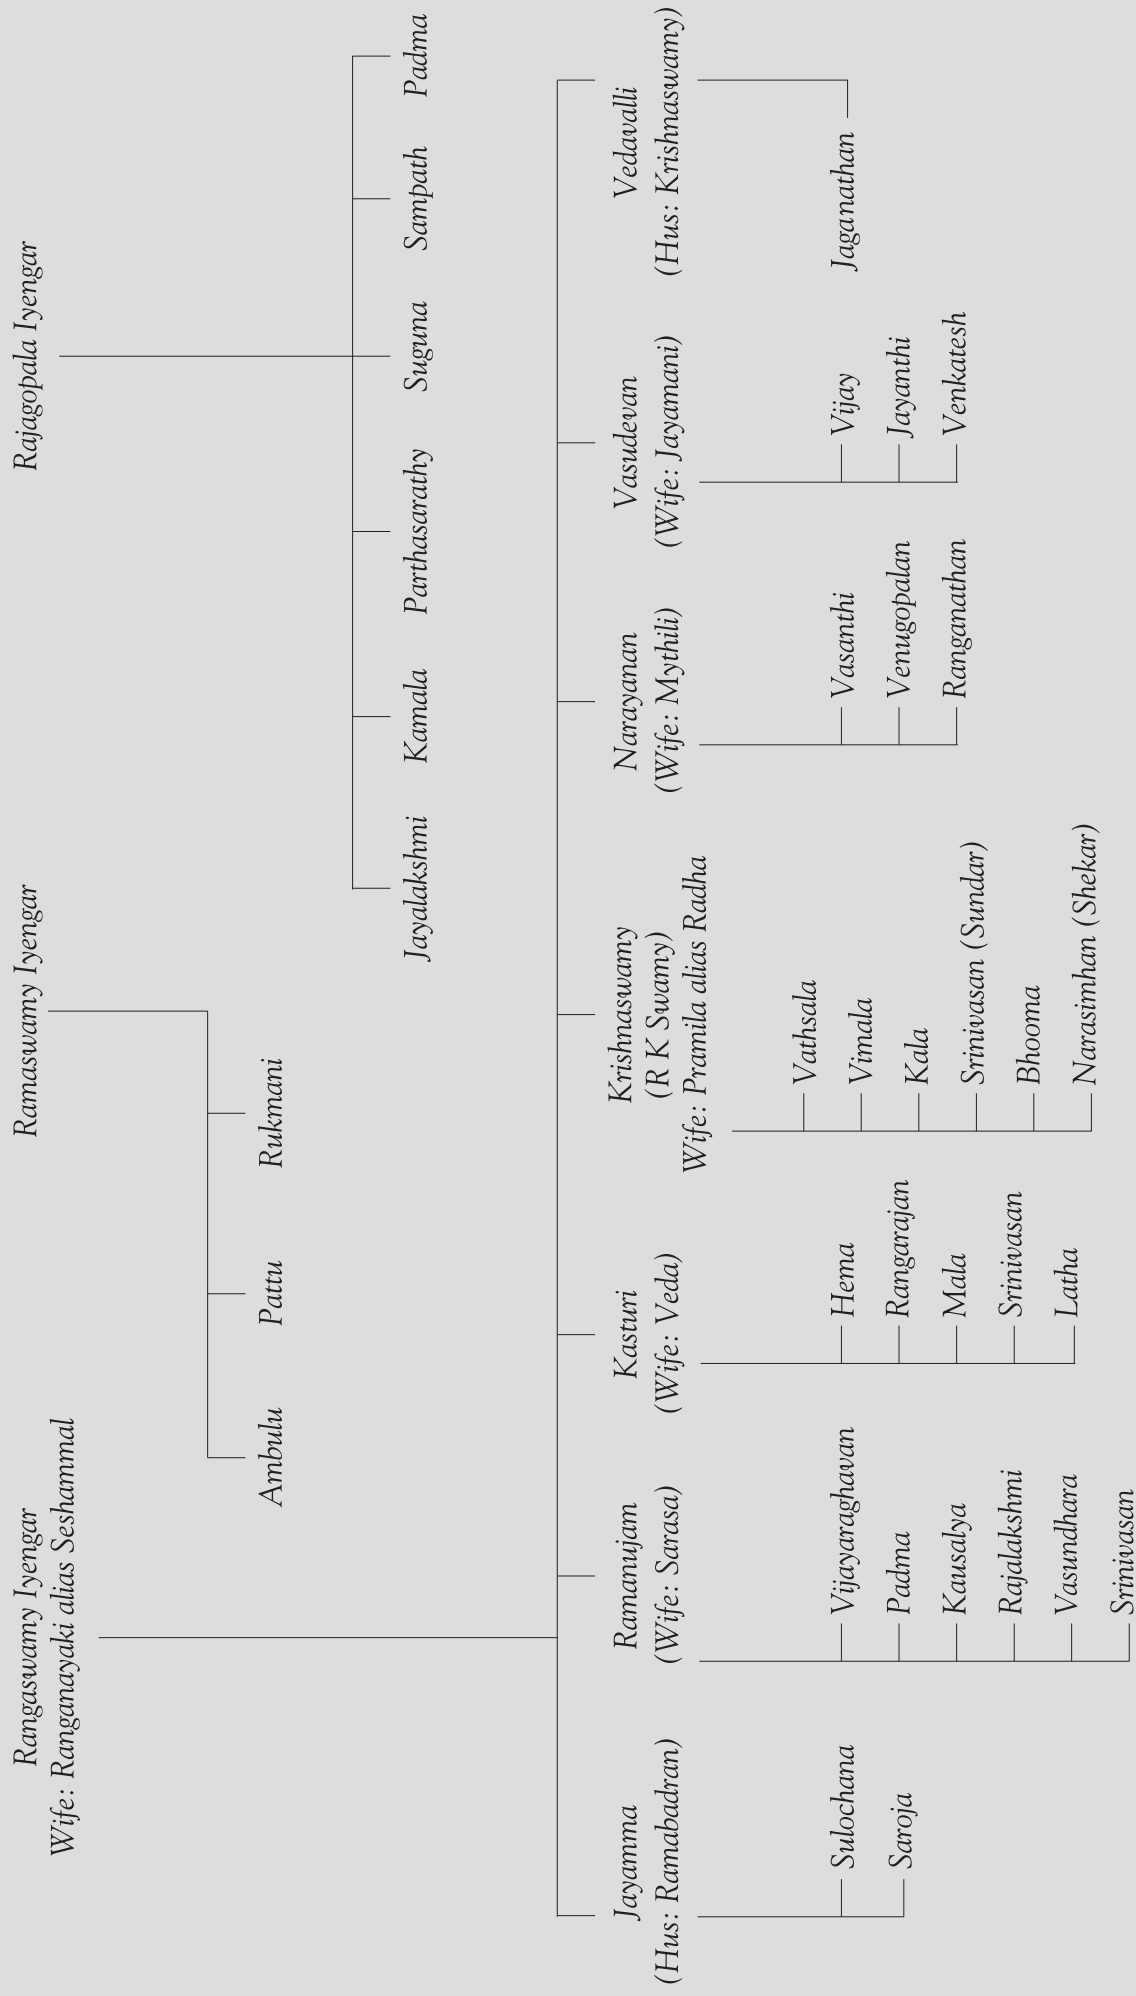 Rangaswamy Iyengar
Wife: Ranganayaki alias Seshammal
Ramaswamy Iyengar
Rajagopala Iyengar
Ambulu
Pattu
Rukmani
Jayalakshmi
Kamala
Parthasarathy
Suguna
Sampath
Padma
Jayamma
(Hus: Ramabadran)
Sulochana
Saroja
Ramanujam
(Wife: Sarasa)
Vijayaraghavan
Padma
Kausalya
Rajalakshmi
Vasundhara
Srinivasan
Kasturi
(Wife: Veda)
Hema
Rangarajan
Mala
Srinivasan
Latha
Krishnaswamy
(R K Swamy)
Wife: Pramila alias Radha
Vathsala
Vimala
Kala
Srinivasan (Sundar)
Bhooma
Narasimhan (Shekar)
Narayanan
(Wife: Mythili)
Vasanthi
Venugopalan
Ranganathan
Vasudevan
(Wife: Jayamani)
Vijay
Jayanthi
Venkatesh
Vedavalli
(Hus: Krishnaswamy)
Jaganathan